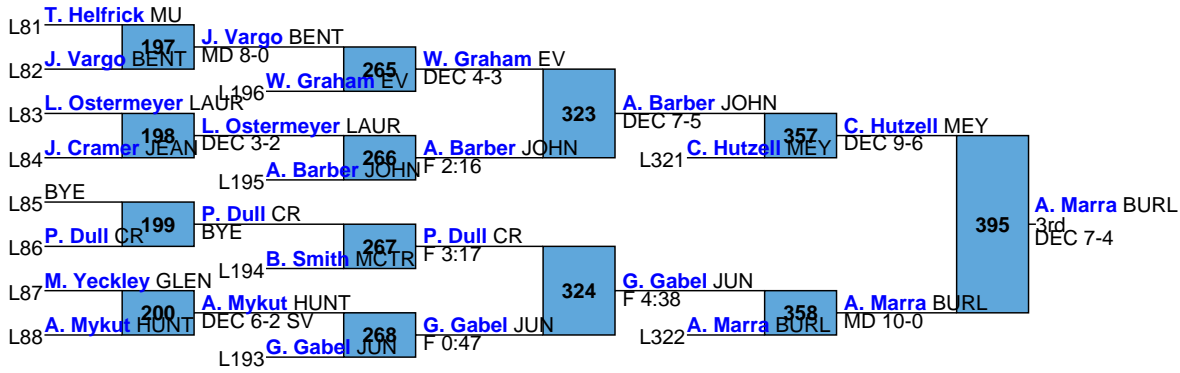 L81 T. Helfrick MU
197
L82 J. Vargo BENT
J. Vargo BENT
MD 8-0
265
L196 W. Graham EV
W. Graham EV
DEC 4-3
L83 L. Ostermeyer LAUR
198
L84 J. Cramer JEAN
L. Ostermeyer LAUR
DEC 3-2
266
L195 A. Barber JOHN
A. Barber JOHN
F 2:16
323
A. Barber JOHN
DEC 7-5
357
L321 C. Hutzell MEY
C. Hutzell MEY
DEC 9-6
L85 BYE
199
L86 P. Dull CR
P. Dull CR
BYE
267
L194 B. Smith MCTR
P. Dull CR
F 3:17
L87 M. Yeckley GLEN
200
L88 A. Mykut HUNT
A. Mykut HUNT
DEC 6-2 SV
268
L193 G. Gabel JUN
G. Gabel JUN
F 0:47
324
G. Gabel JUN
F 4:38
358
L322 A. Marra BURL
A. Marra BURL
MD 10-0
395
A. Marra BURL
3rd
DEC 7-4